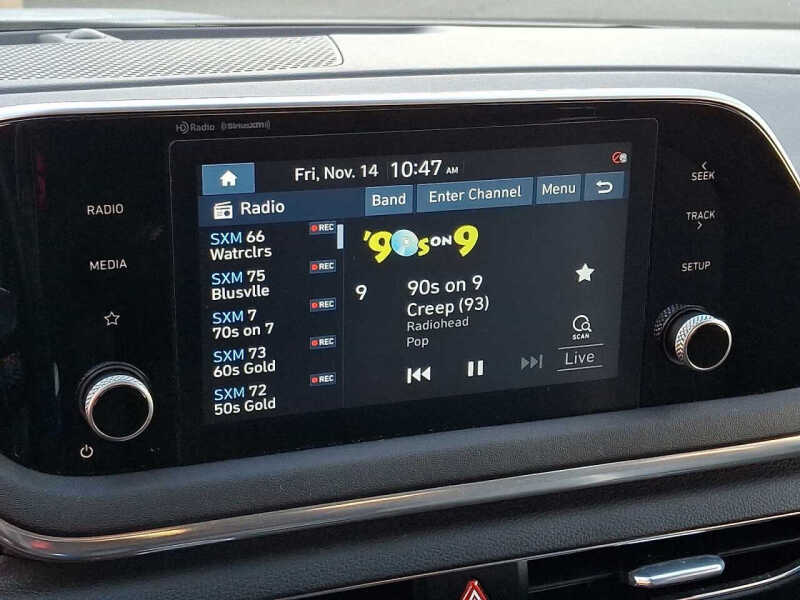 HD Radio ((SiriusXM))
Fri, Nov. 14 10:47 AM
Radio Band Enter Channel Menu
SXM 66 REC
Watrclrs
SXM 75 REC
Blusvlle
SXM 7 REC
70s on 7
SXM 73 REC
60s Gold
SXM 72 REC
50s Gold
'90s ON 9
9 90s on 9
Creep (93)
Radiohead
Pop
SCAN
Live
RADIO
MEDIA
SEEK
TRACK
SETUP